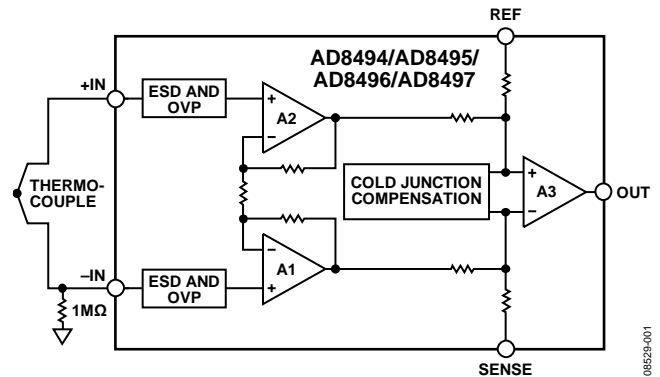 REF
AD8494/AD8495/
AD8496/AD8497
+IN
ESD AND
OVP
+
A2
–
THERMO-
COUPLE
COLD JUNCTION
COMPENSATION
+
A3
–
OUT
–
A1
+
–IN
ESD AND
OVP
1MΩ
SENSE
08529-001